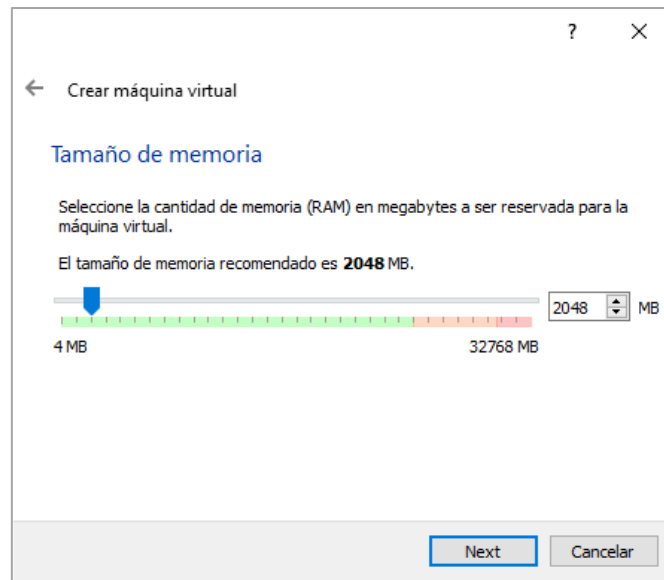 ?
Crear máquina virtual
Tamaño de memoria
Seleccione la cantidad de memoria (RAM) en megabytes a ser reservada para la
máquina virtual.
El tamaño de memoria recomendado es 2048 MB.
2048 MB
4 MB 32768 MB
Next Cancelar